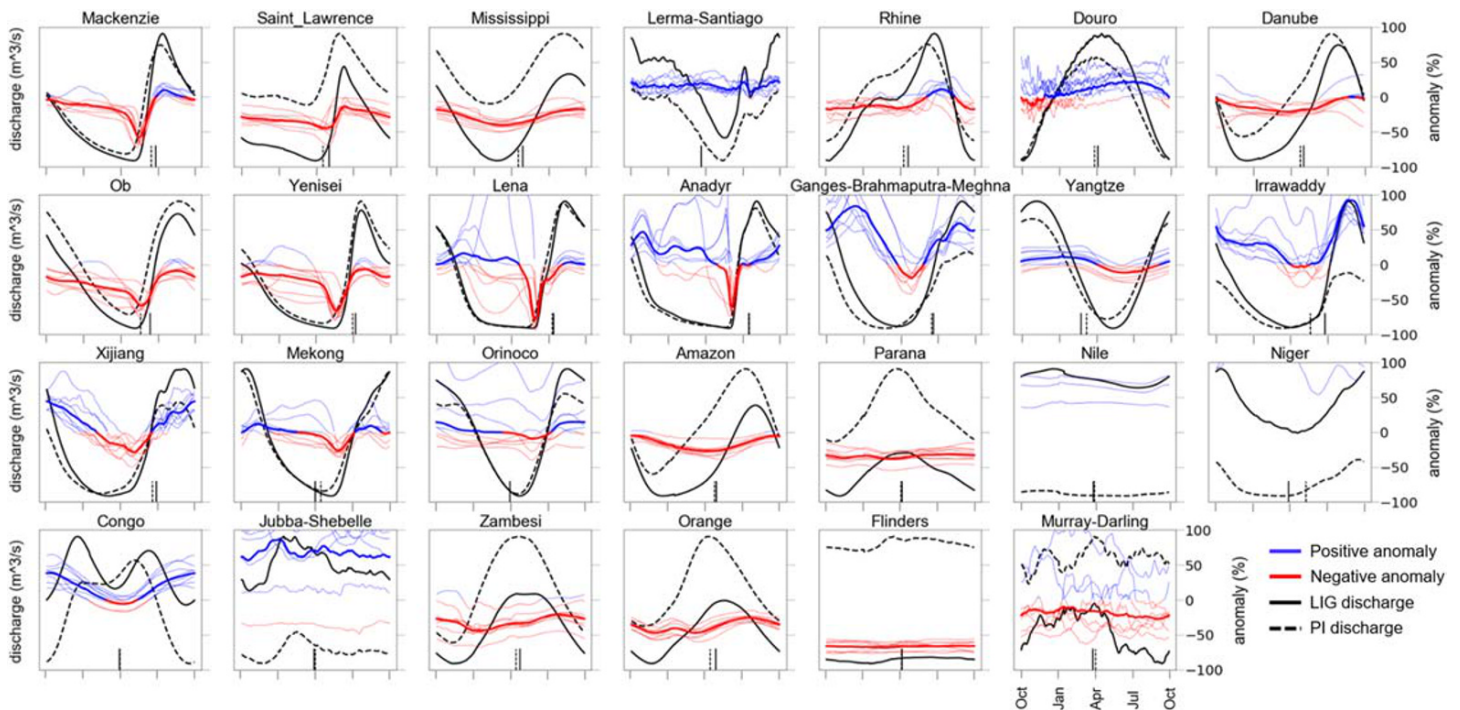 Mackenzie Saint_Lawrence Mississippi Lerma-Santiago Rhine Douro Danube
discharge (m^3/s)
100
50
0
−50
−100
anomaly (%)
Ob Yenisei Lena Anadyr Ganges-Brahmaputra-Meghna Yangtze Irrawaddy
discharge (m^3/s)
100
50
0
−50
−100
anomaly (%)
Xijiang Mekong Orinoco Amazon Parana Nile Niger
discharge (m^3/s)
100
50
0
−50
−100
anomaly (%)
Congo Jubba-Shebelle Zambesi Orange Flinders Murray-Darling
discharge (m^3/s)
100
50
0
−50
−100
anomaly (%)
Oct Jan Apr Jul Oct
Positive anomaly
Negative anomaly
LIG discharge
PI discharge